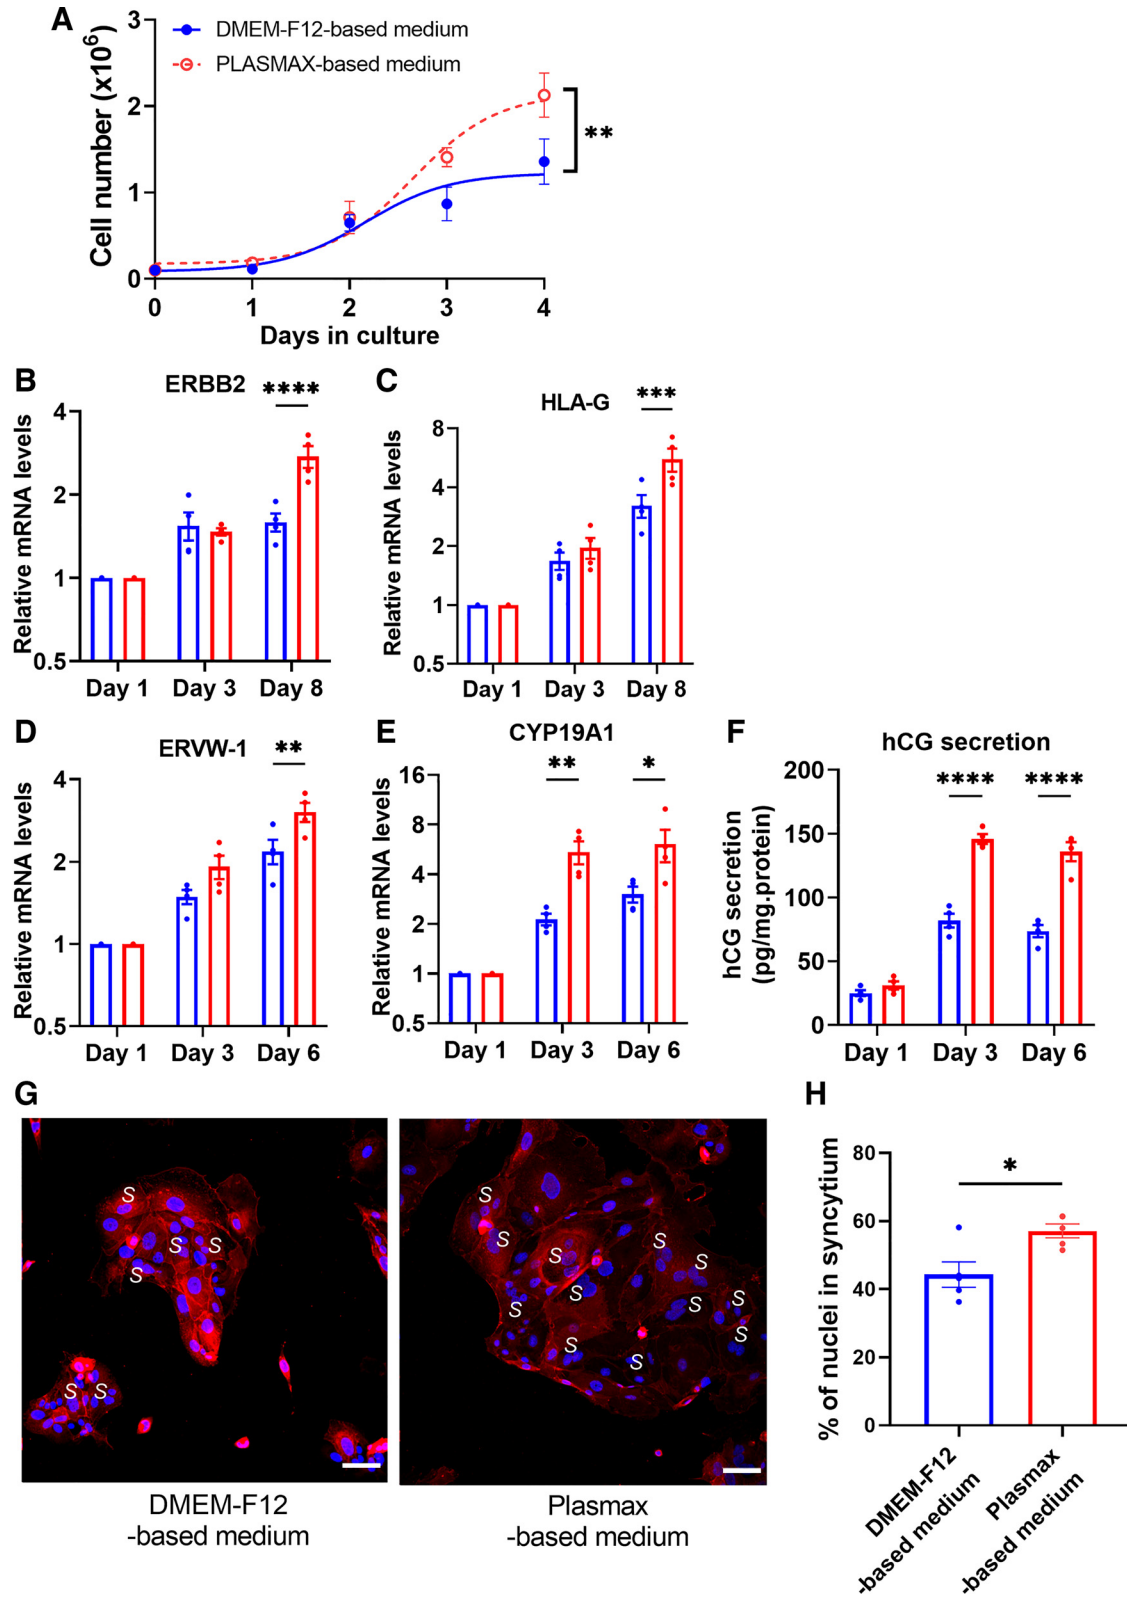 A
DMEM-F12-based medium
PLASMAX-based medium
Cell number (x10⁶)
3
2
1
0
**
0 1 2 3 4
Days in culture
B
ERBB2
****
Relative mRNA levels
4
2
1
0.5
Day 1 Day 3 Day 8
C
HLA-G
***
Relative mRNA levels
8
4
2
1
0.5
Day 1 Day 3 Day 8
D
ERVW-1
**
Relative mRNA levels
4
2
1
0.5
Day 1 Day 3 Day 6
E
CYP19A1
** *
Relative mRNA levels
16
8
4
2
1
0.5
Day 1 Day 3 Day 6
F
hCG secretion
**** ****
hCG secretion
(pg/mg.protein)
200
150
100
50
0
Day 1 Day 3 Day 6
G
S
S S
S
S S
DMEM-F12
-based medium
S
S S
S S
S
S S
S S
S
S
Plasmax
-based medium
H
% of nuclei in syncytium
80
60
40
20
0
*
DMEM-F12
-based medium
Plasmax
-based medium